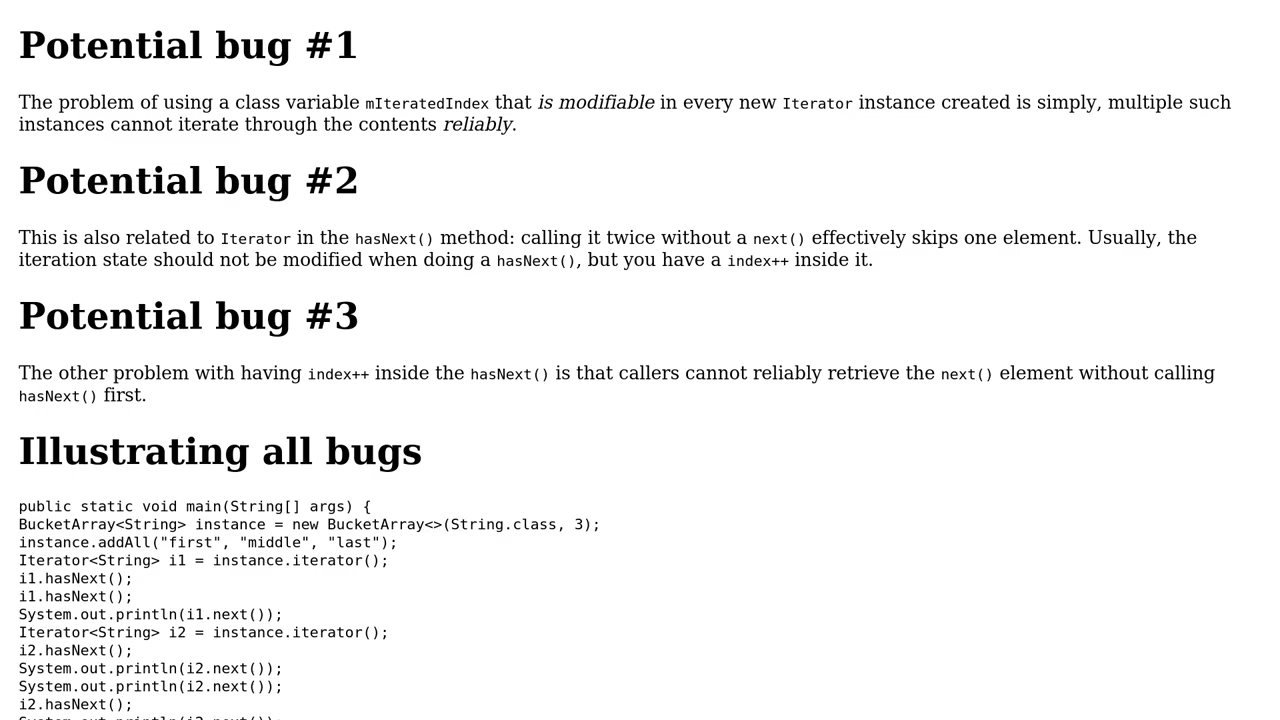 Potential bug #1
The problem of using a class variable mIteratedIndex that is modifiable in every new Iterator instance created is simply, multiple such
instances cannot iterate through the contents reliably.
Potential bug #2
This is also related to Iterator in the hasNext() method: calling it twice without a next() effectively skips one element. Usually, the
iteration state should not be modified when doing a hasNext(), but you have a index++ inside it.
Potential bug #3
The other problem with having index++ inside the hasNext() is that callers cannot reliably retrieve the next() element without calling
hasNext() first.
Illustrating all bugs
public static void main(String[] args) {
BucketArray<String> instance = new BucketArray<>(String.class, 3);
instance.addAll("first", "middle", "last");
Iterator<String> i1 = instance.iterator();
i1.hasNext();
i1.hasNext();
System.out.println(i1.next());
Iterator<String> i2 = instance.iterator();
i2.hasNext();
System.out.println(i2.next());
System.out.println(i2.next());
i2.hasNext();